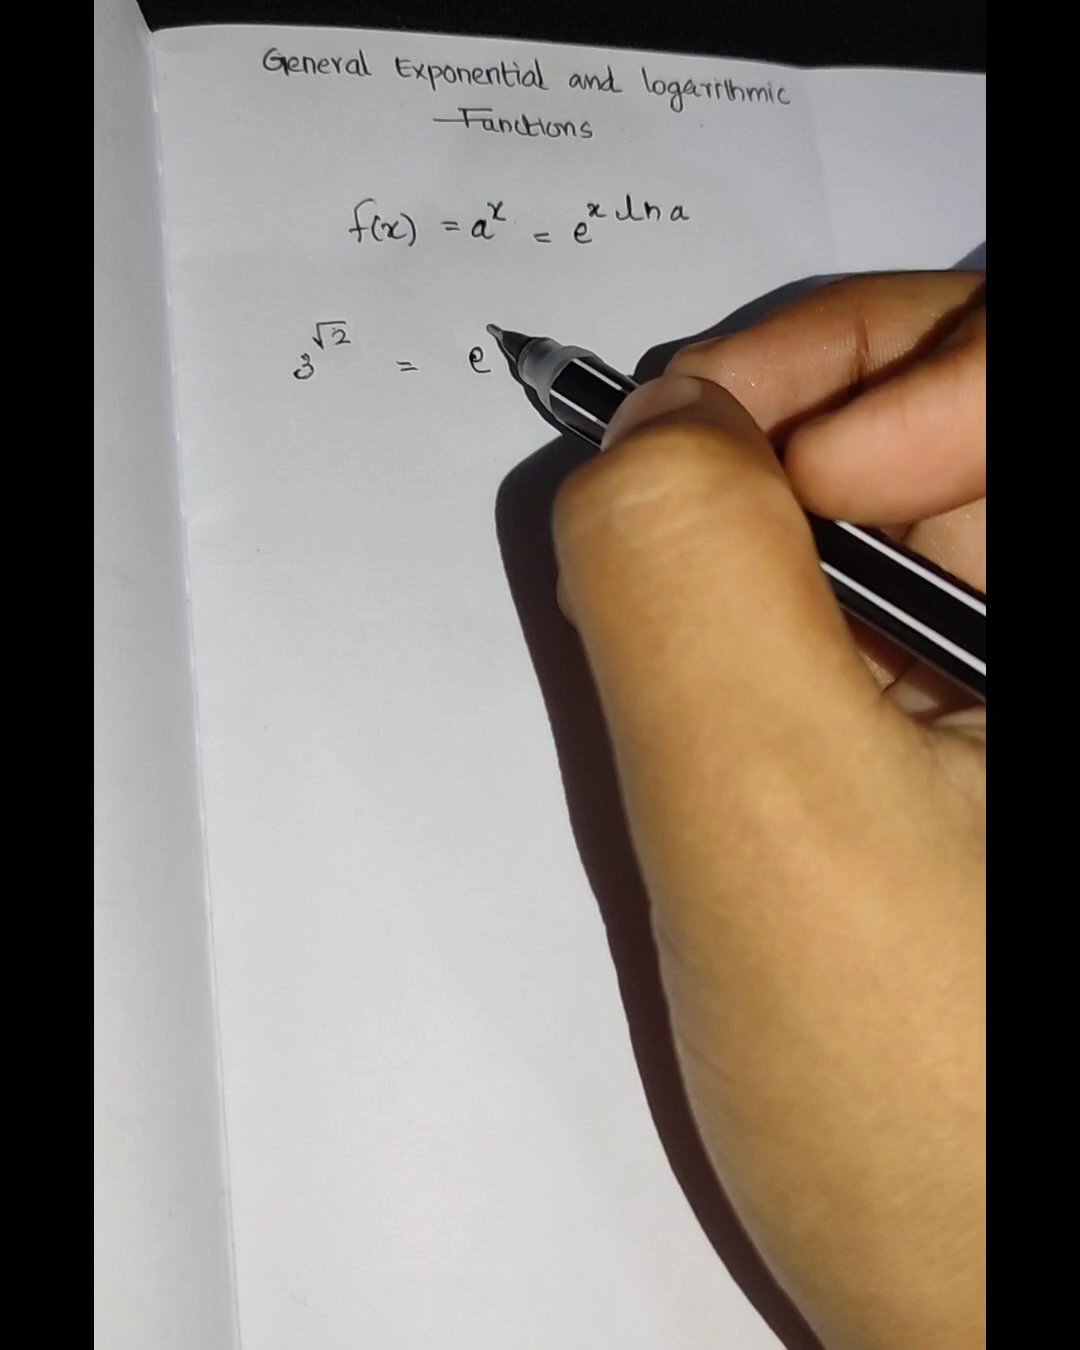 General Exponential and logarithmic
Functions
f(x) = a^x = e^{x ln a}
3^{√2} = e